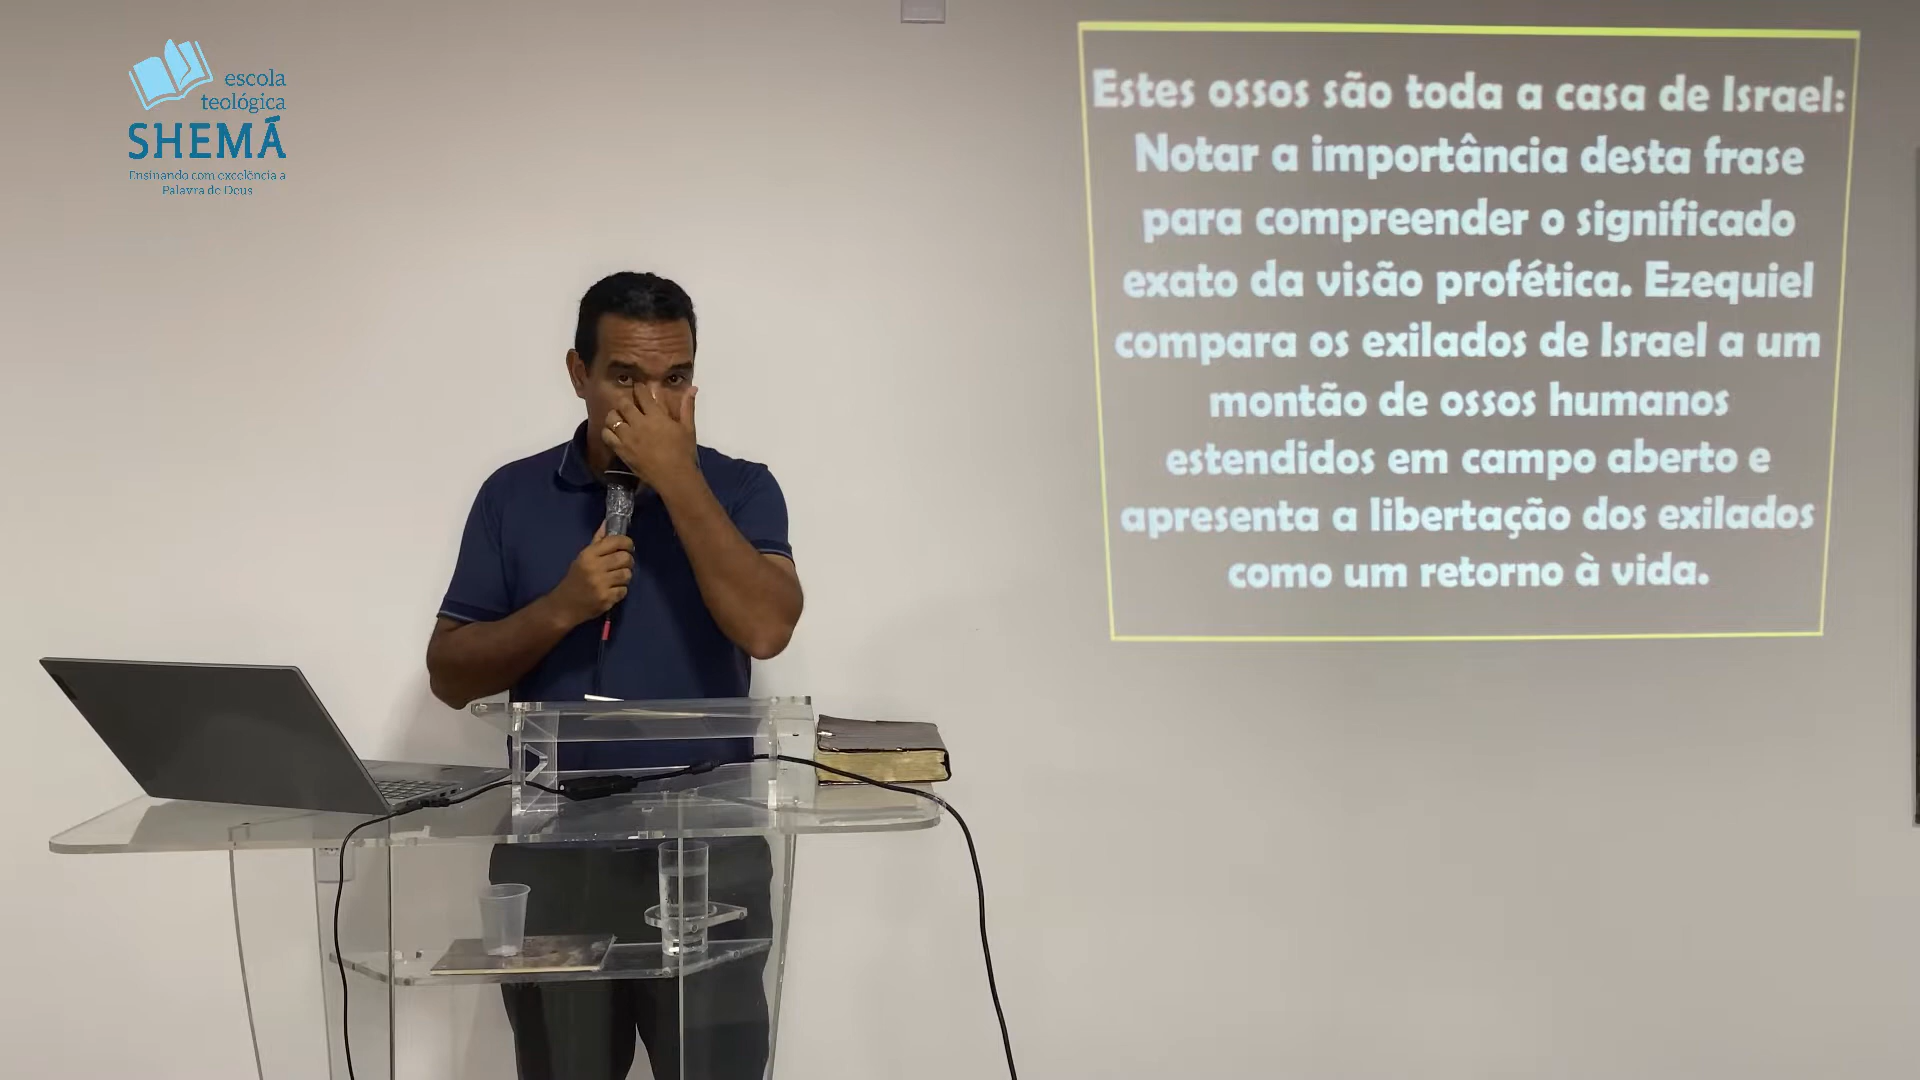 escola
teológica
SHEMÁ
Ensinando com excelência a
Palavra de Deus
Estes ossos são toda a casa de Israel:
Notar a importância desta frase
para compreender o significado
exato da visão profética. Ezequiel
compara os exilados de Israel a um
montão de ossos humanos
estendidos em campo aberto e
apresenta a libertação dos exilados
como um retorno à vida.